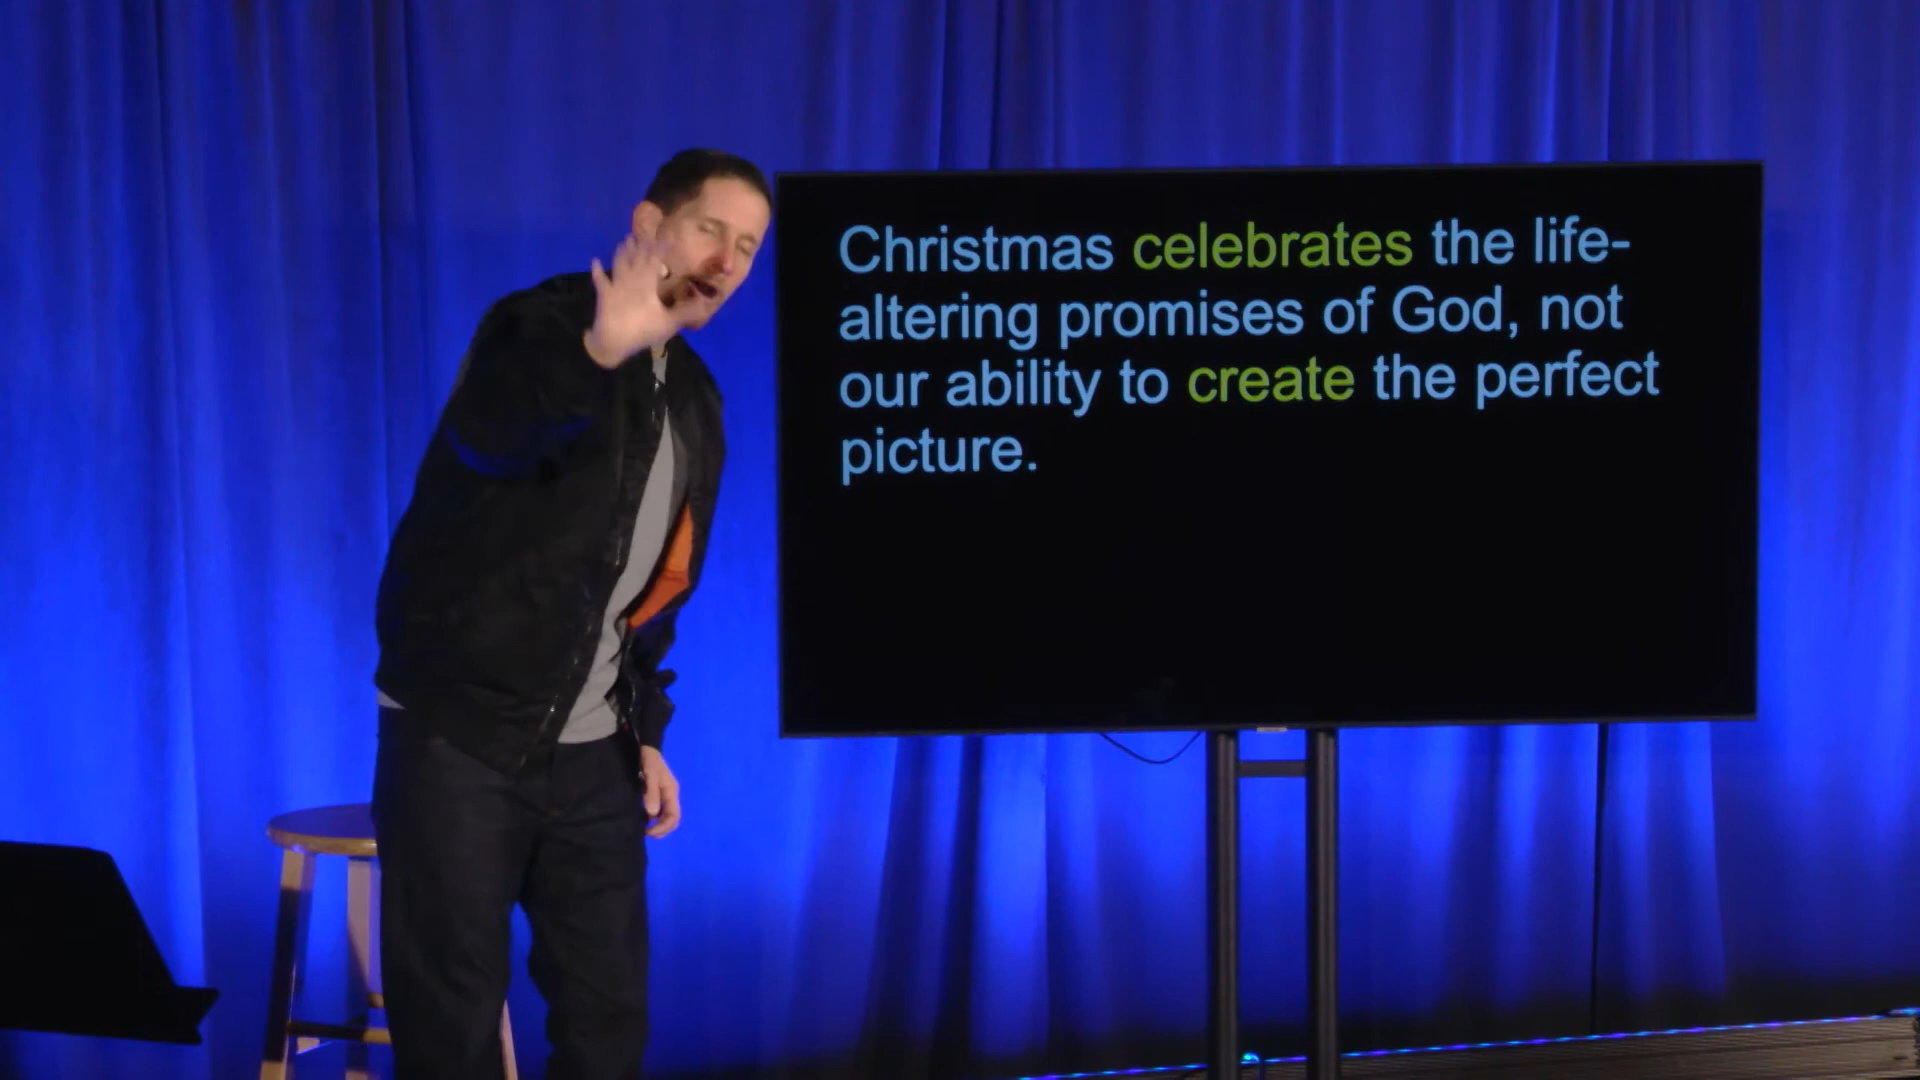 Christmas celebrates the life-
altering promises of God, not
our ability to create the perfect
picture.